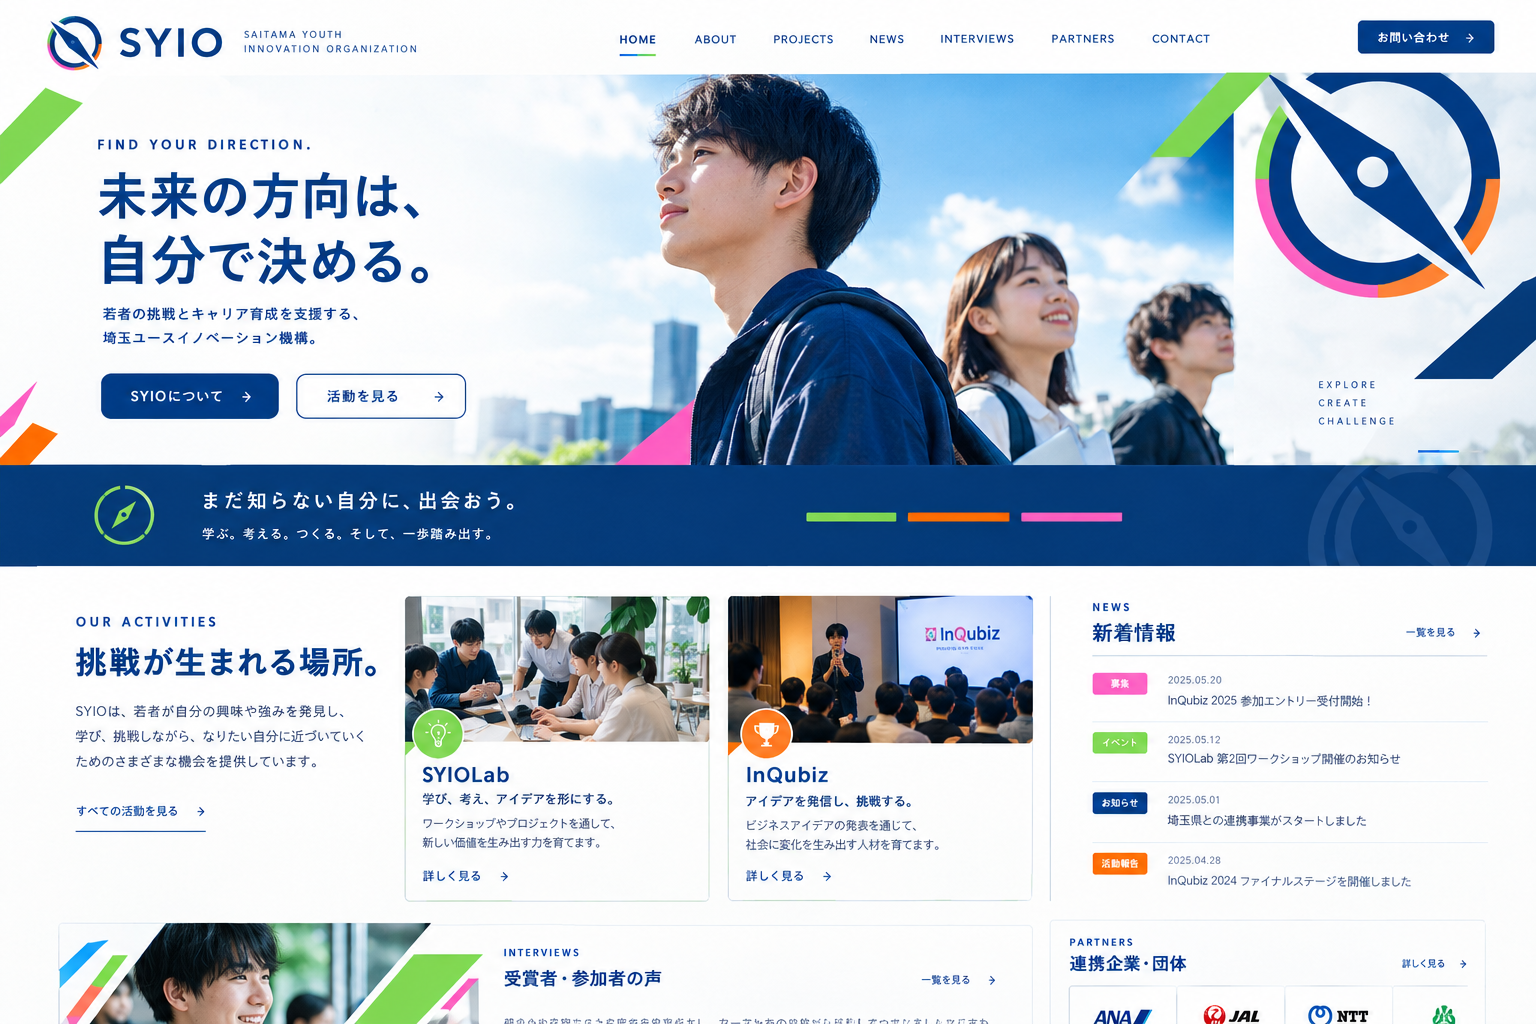 SYIO
SAITAMA YOUTH
INNOVATION ORGANIZATION
HOME
ABOUT
PROJECTS
NEWS
INTERVIEWS
PARTNERS
CONTACT
お問い合わせ →
FIND YOUR DIRECTION.
未来の方向は、
自分で決める。
若者の挑戦とキャリア育成を支援する、
埼玉ユースイノベーション機構。
SYIOについて →
活動を見る →
EXPLORE
CREATE
CHALLENGE
まだ知らない自分に、出会おう。
学ぶ。考える。つくる。そして、一歩踏み出す。
OUR ACTIVITIES
挑戦が生まれる場所。
SYIOは、若者が自分の興味や強みを発見し、
学び、挑戦しながら、なりたい自分に近づいていく
ためのさまざまな機会を提供しています。
すべての活動を見る →
SYIOLab
学び、考え、アイデアを形にする。
ワークショップやプロジェクトを通して、
新しい価値を生み出す力を育てます。
詳しく見る →
InQubiz
InQubiz
アイデアを発信し、挑戦する。
ビジネスアイデアの発表を通じて、
社会に変化を生み出す人材を育てます。
詳しく見る →
NEWS
新着情報
一覧を見る →
募集
2025.05.20
InQubiz 2025 参加エントリー受付開始！
イベント
2025.05.12
SYIOLab 第2回ワークショップ開催のお知らせ
お知らせ
2025.05.01
埼玉県との連携事業がスタートしました
活動報告
2025.04.28
InQubiz 2024 ファイナルステージを開催しました
INTERVIEWS
受賞者・参加者の声
一覧を見る →
PARTNERS
連携企業・団体
詳しく見る →
ANA
JAL
NTT